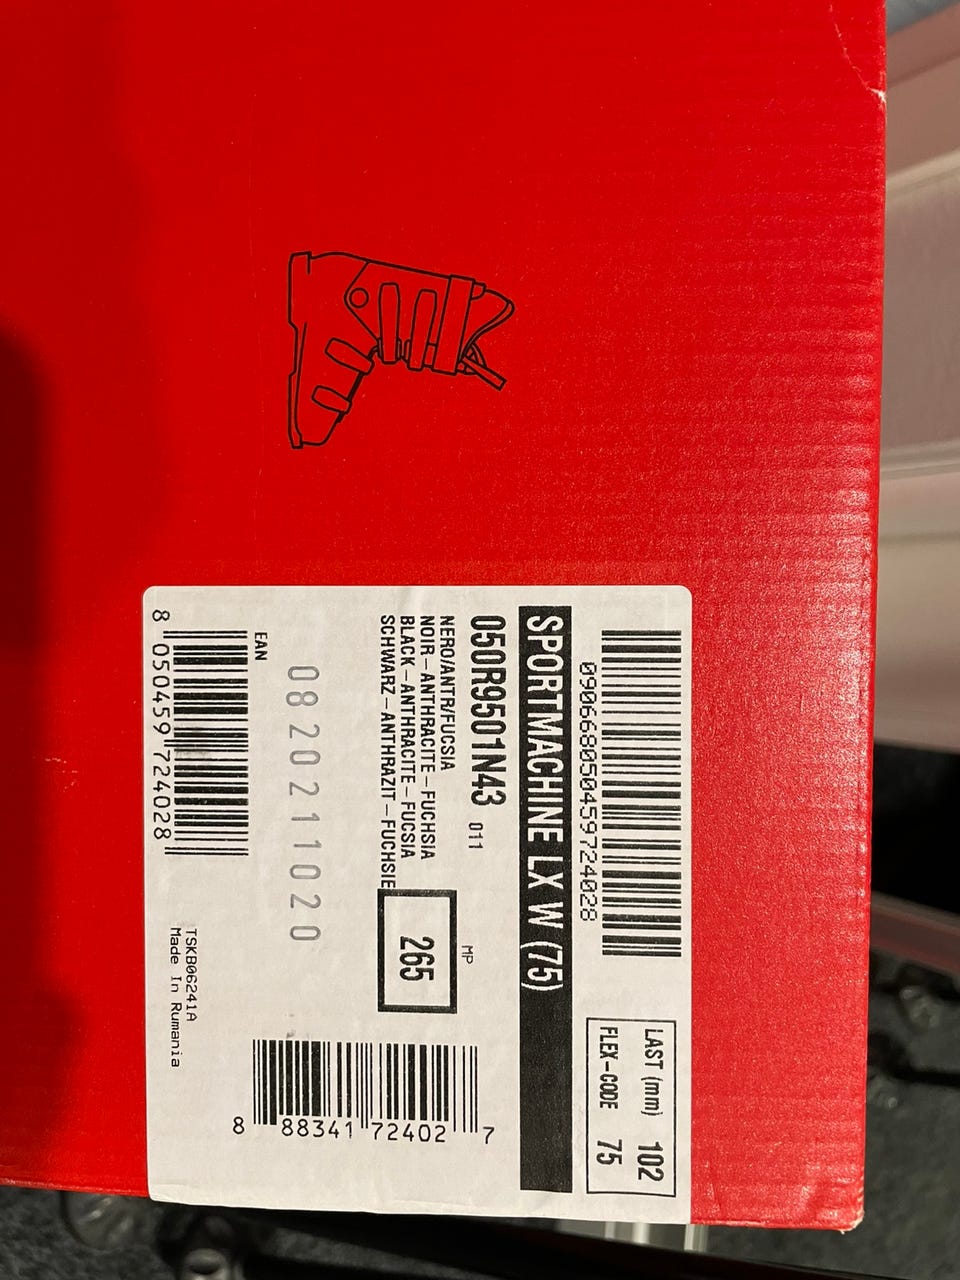 0906680504597​24028
LAST (mm) 102
FLEX-CODE 75
SPORTMACHINE LX W (75)
050R9501N43 011
NERO/ANTR/FUCSIA
NOIR-ANTHRACITE-FUCHSIA
BLACK-ANTHRACITE-FUCSIA
SCHWARZ-ANTHRAZIT-FUCHSIE
MP
265
082021 1020
EAN
8 050459 724028
8 88341 72402 7
TSKB06241A
Made In Rumania